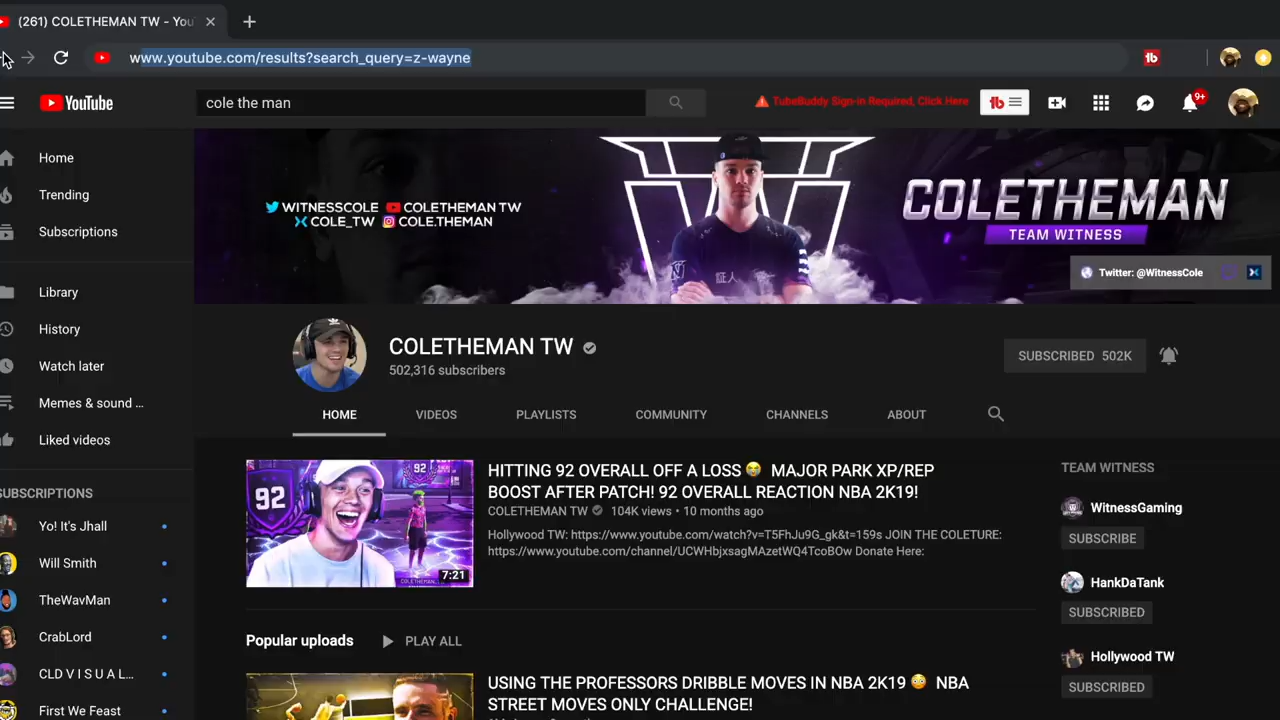 (261) COLETHEMAN TW - You
www.youtube.com/results?search_query=z-wayne
YouTube
cole the man
TubeBuddy Sign-in Required, Click Here
tb
9+
Home
Trending
Subscriptions
Library
History
Watch later
Memes & sound ...
Liked videos
SUBSCRIPTIONS
Yo! It's Jhall
Will Smith
TheWavMan
CrabLord
CLD V I S U A L...
First We Feast
WITNESSCOLE COLETHEMAN TW
COLE_TW COLE.THEMAN
証人
COLETHEMAN
TEAM WITNESS
Twitter: @WitnessCole
COLETHEMAN TW
502,316 subscribers
SUBSCRIBED 502K
HOME VIDEOS PLAYLISTS COMMUNITY CHANNELS ABOUT
92
92
COLETHEMAN
7:21
HITTING 92 OVERALL OFF A LOSS 😭 MAJOR PARK XP/REP
BOOST AFTER PATCH! 92 OVERALL REACTION NBA 2K19!
COLETHEMAN TW 104K views • 10 months ago
Hollywood TW: https://www.youtube.com/watch?v=T5FhJu9G_gk&t=159s JOIN THE COLETURE:
https://www.youtube.com/channel/UCWHbjxsagMAzetWQ4TcoBOw Donate Here:
Popular uploads PLAY ALL
USING THE PROFESSORS DRIBBLE MOVES IN NBA 2K19 😳 NBA
STREET MOVES ONLY CHALLENGE!
TEAM WITNESS
WitnessGaming
SUBSCRIBE
HankDaTank
SUBSCRIBED
Hollywood TW
SUBSCRIBED